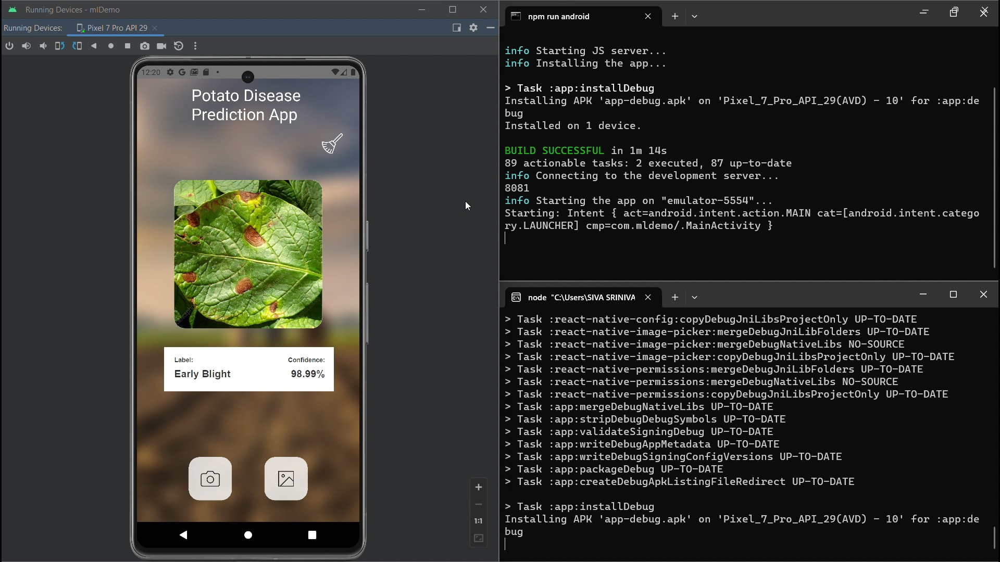 Running Devices - mlDemo
Running Devices:
Pixel 7 Pro API 29
12:20
Potato Disease
Prediction App
Label:
Confidence:
Early Blight
98.99%
1:1
npm run android
info Starting JS server...
info Installing the app...
> Task :app:installDebug
Installing APK 'app-debug.apk' on 'Pixel_7_Pro_API_29(AVD) - 10' for :app:de
bug
Installed on 1 device.
BUILD SUCCESSFUL in 1m 14s
89 actionable tasks: 2 executed, 87 up-to-date
info Connecting to the development server...
8081
info Starting the app on "emulator-5554"...
Starting: Intent { act=android.intent.action.MAIN cat=[android.intent.catego
ry.LAUNCHER] cmp=com.mldemo/.MainActivity }
node "C:\Users\SIVA SRINIVA
> Task :react-native-config:copyDebugJniLibsProjectOnly UP-TO-DATE
> Task :react-native-image-picker:mergeDebugJniLibFolders UP-TO-DATE
> Task :react-native-image-picker:mergeDebugNativeLibs NO-SOURCE
> Task :react-native-image-picker:copyDebugJniLibsProjectOnly UP-TO-DATE
> Task :react-native-permissions:mergeDebugJniLibFolders UP-TO-DATE
> Task :react-native-permissions:mergeDebugNativeLibs NO-SOURCE
> Task :react-native-permissions:copyDebugJniLibsProjectOnly UP-TO-DATE
> Task :app:mergeDebugNativeLibs UP-TO-DATE
> Task :app:stripDebugDebugSymbols UP-TO-DATE
> Task :app:validateSigningDebug UP-TO-DATE
> Task :app:writeDebugAppMetadata UP-TO-DATE
> Task :app:writeDebugSigningConfigVersions UP-TO-DATE
> Task :app:packageDebug UP-TO-DATE
> Task :app:createDebugApkListingFileRedirect UP-TO-DATE
> Task :app:installDebug
Installing APK 'app-debug.apk' on 'Pixel_7_Pro_API_29(AVD) - 10' for :app:de
bug